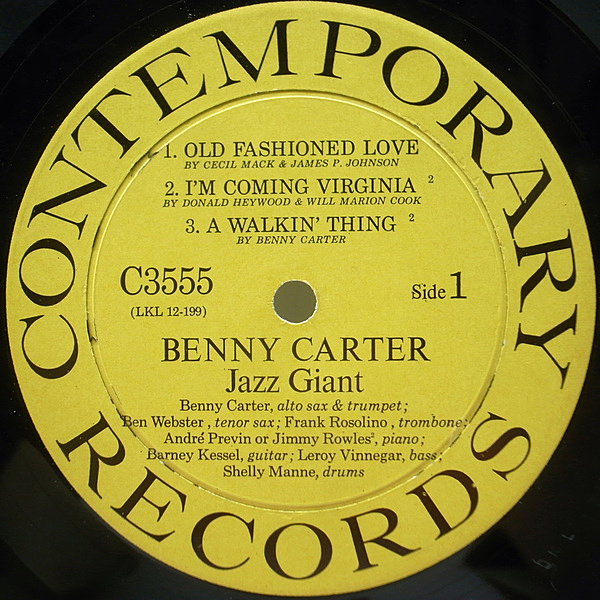 CONTEMPORARY
1. OLD FASHIONED LOVE
BY CECIL MACK & JAMES P. JOHNSON
2. I'M COMING VIRGINIA ²
BY DONALD HEYWOOD & WILL MARION COOK
3. A WALKIN' THING ²
BY BENNY CARTER
C3555
(LKL 12-199)
Side 1
BENNY CARTER
Jazz Giant
Benny Carter, alto sax & trumpet;
Ben Webster, tenor sax; Frank Rosolino, trombone;
André Previn or Jimmy Rowles², piano;
Barney Kessel, guitar; Leroy Vinnegar, bass;
Shelly Manne, drums
RECORDS